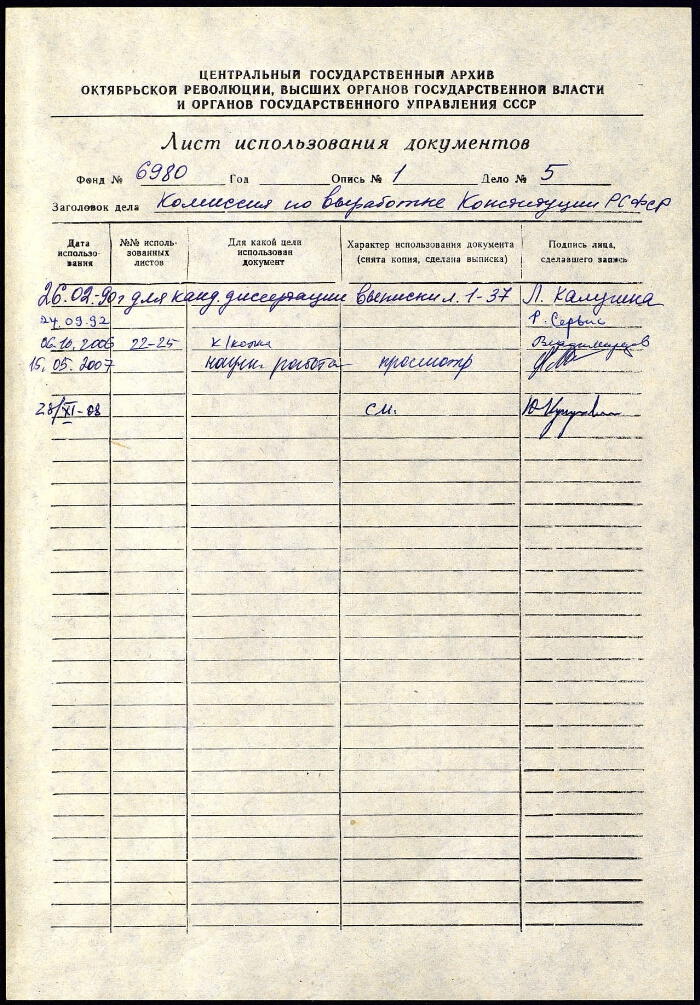 ЦЕНТРАЛЬНЫЙ ГОСУДАРСТВЕННЫЙ АРХИВ
ОКТЯБРЬСКОЙ РЕВОЛЮЦИИ, ВЫСШИХ ОРГАНОВ ГОСУДАРСТВЕННОЙ ВЛАСТИ
И ОРГАНОВ ГОСУДАРСТВЕННОГО УПРАВЛЕНИЯ СССР
Лист использования документов
Фонд № 6980 Год Опись № 1 Дело № 5
Заголовок дела Комиссия по выработке Конституции РСФСР
Дата использования №№ использованных листов Для какой цели использован документ Характер использования документа (снята копия, сделана выписка) Подпись лица, сделавшего запись
26.02-90г для канд. диссертации выписки л. 1-37 Л. Калугина
24.09.92 Р. Сервис
06.10.2006 22-25 к/копия
15.05.2007 научн. работа просмотр
28/XI-08 см.